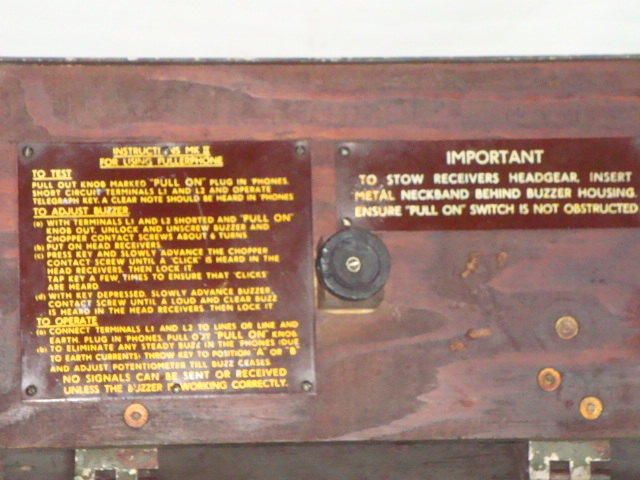 INSTRUCTIONS MK II
FOR USING FULLERPHONE
TO TEST
PULL OUT KNOB MARKED "PULL ON" PLUG IN 'PHONES.
SHORT CIRCUIT TERMINALS L1 AND L2 AND OPERATE
TELEGRAPH KEY. A CLEAR NOTE SHOULD BE HEARD IN 'PHONES
TO ADJUST BUZZER
(a) WITH TERMINALS L1 AND L2 SHORTED AND "PULL ON"
KNOB OUT, UNLOCK AND UNSCREW BUZZER AND
CHOPPER CONTACT SCREWS ABOUT 6 TURNS
(b) PUT ON HEAD RECEIVERS.
(c) PRESS KEY AND SLOWLY ADVANCE THE CHOPPER
CONTACT SCREW UNTIL A 'CLICK' IS HEARD IN THE
HEAD RECEIVERS, THEN LOCK IT.
TAP KEY A FEW TIMES TO ENSURE THAT 'CLICKS'
ARE HEARD
(d) WITH KEY DEPRESSED, SLOWLY ADVANCE BUZZER
CONTACT SCREW UNTIL A LOUD AND CLEAR BUZZ
IS HEARD IN THE HEAD RECEIVERS. THEN LOCK IT
TO OPERATE
(a) CONNECT TERMINALS L1 AND L2 TO LINES OR LINE AND
EARTH. PLUG IN 'PHONES, PULL OUT "PULL ON" KNOB.
(b) TO ELIMINATE ANY STEADY BUZZ IN THE 'PHONES (DUE
TO EARTH CURRENTS) THROW KEY TO POSITION "A" OR "B"
AND ADJUST POTENTIOMETER TILL BUZZ CEASES.
NO SIGNALS CAN BE SENT OR RECEIVED
UNLESS THE BUZZER IS WORKING CORRECTLY.
IMPORTANT
TO STOW RECEIVERS HEADGEAR, INSERT
METAL NECKBAND BEHIND BUZZER HOUSING
ENSURE "PULL ON" SWITCH IS NOT OBSTRUCTED